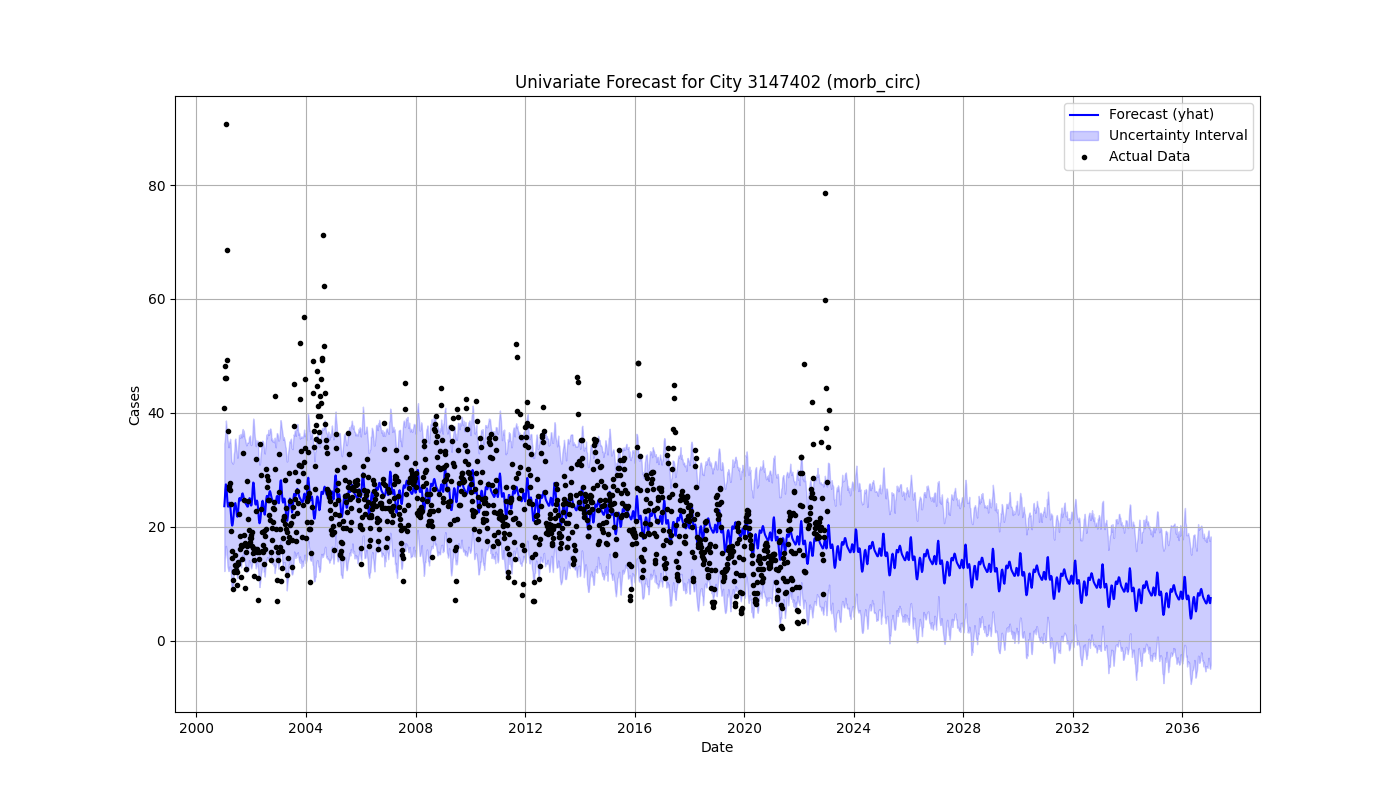 Univariate Forecast for City 3147402 (morb_circ)
Forecast (yhat)
Uncertainty Interval
Actual Data
Cases
80
60
40
20
0
2000 2004 2008 2012 2016 2020 2024 2028 2032 2036
Date